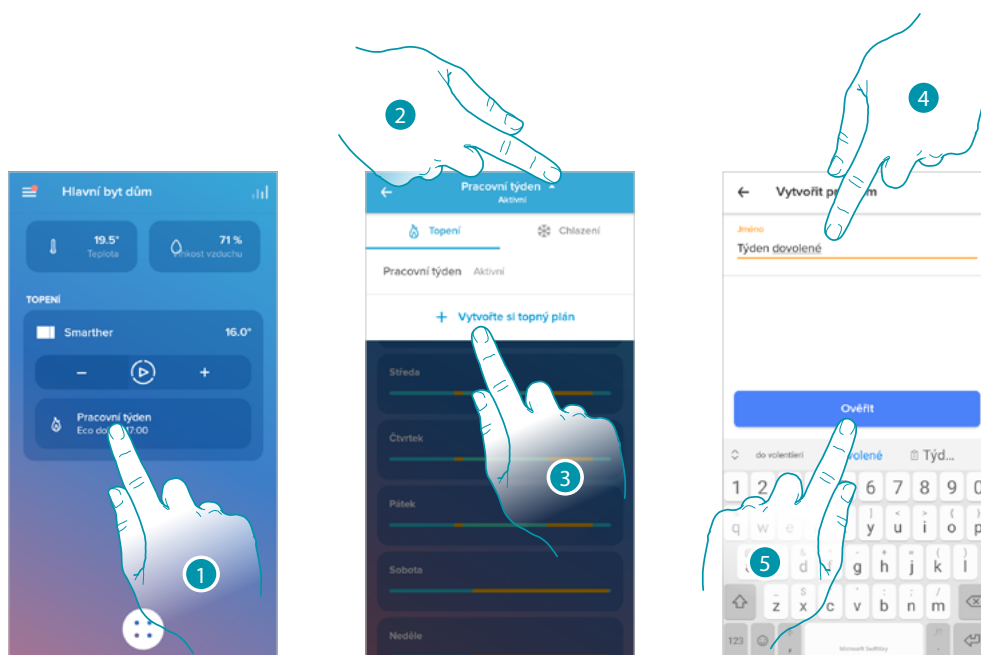 2
4
Hlavní byt dům
19.5°
Teplota
71 %
vzduchu
TOPENÍ
Smarther
16.0°
Pracovní týden
Eco 17:00
1
Pracovní týden
Aktivní
Topení
Chlazení
Pracovní týden Aktivní
+ Vytvořte si topný plán
Středa
Čtvrtek
Pátek
Sobota
Neděle
3
Vytvořit
Jméno
Týden dovolené
Ověřit
do volentieri
Týd...
1 2 6 7 8 9 0
q w e y u i o p
d f g h j k l
z x c v b n m
123
Microsoft SwiftKey
5